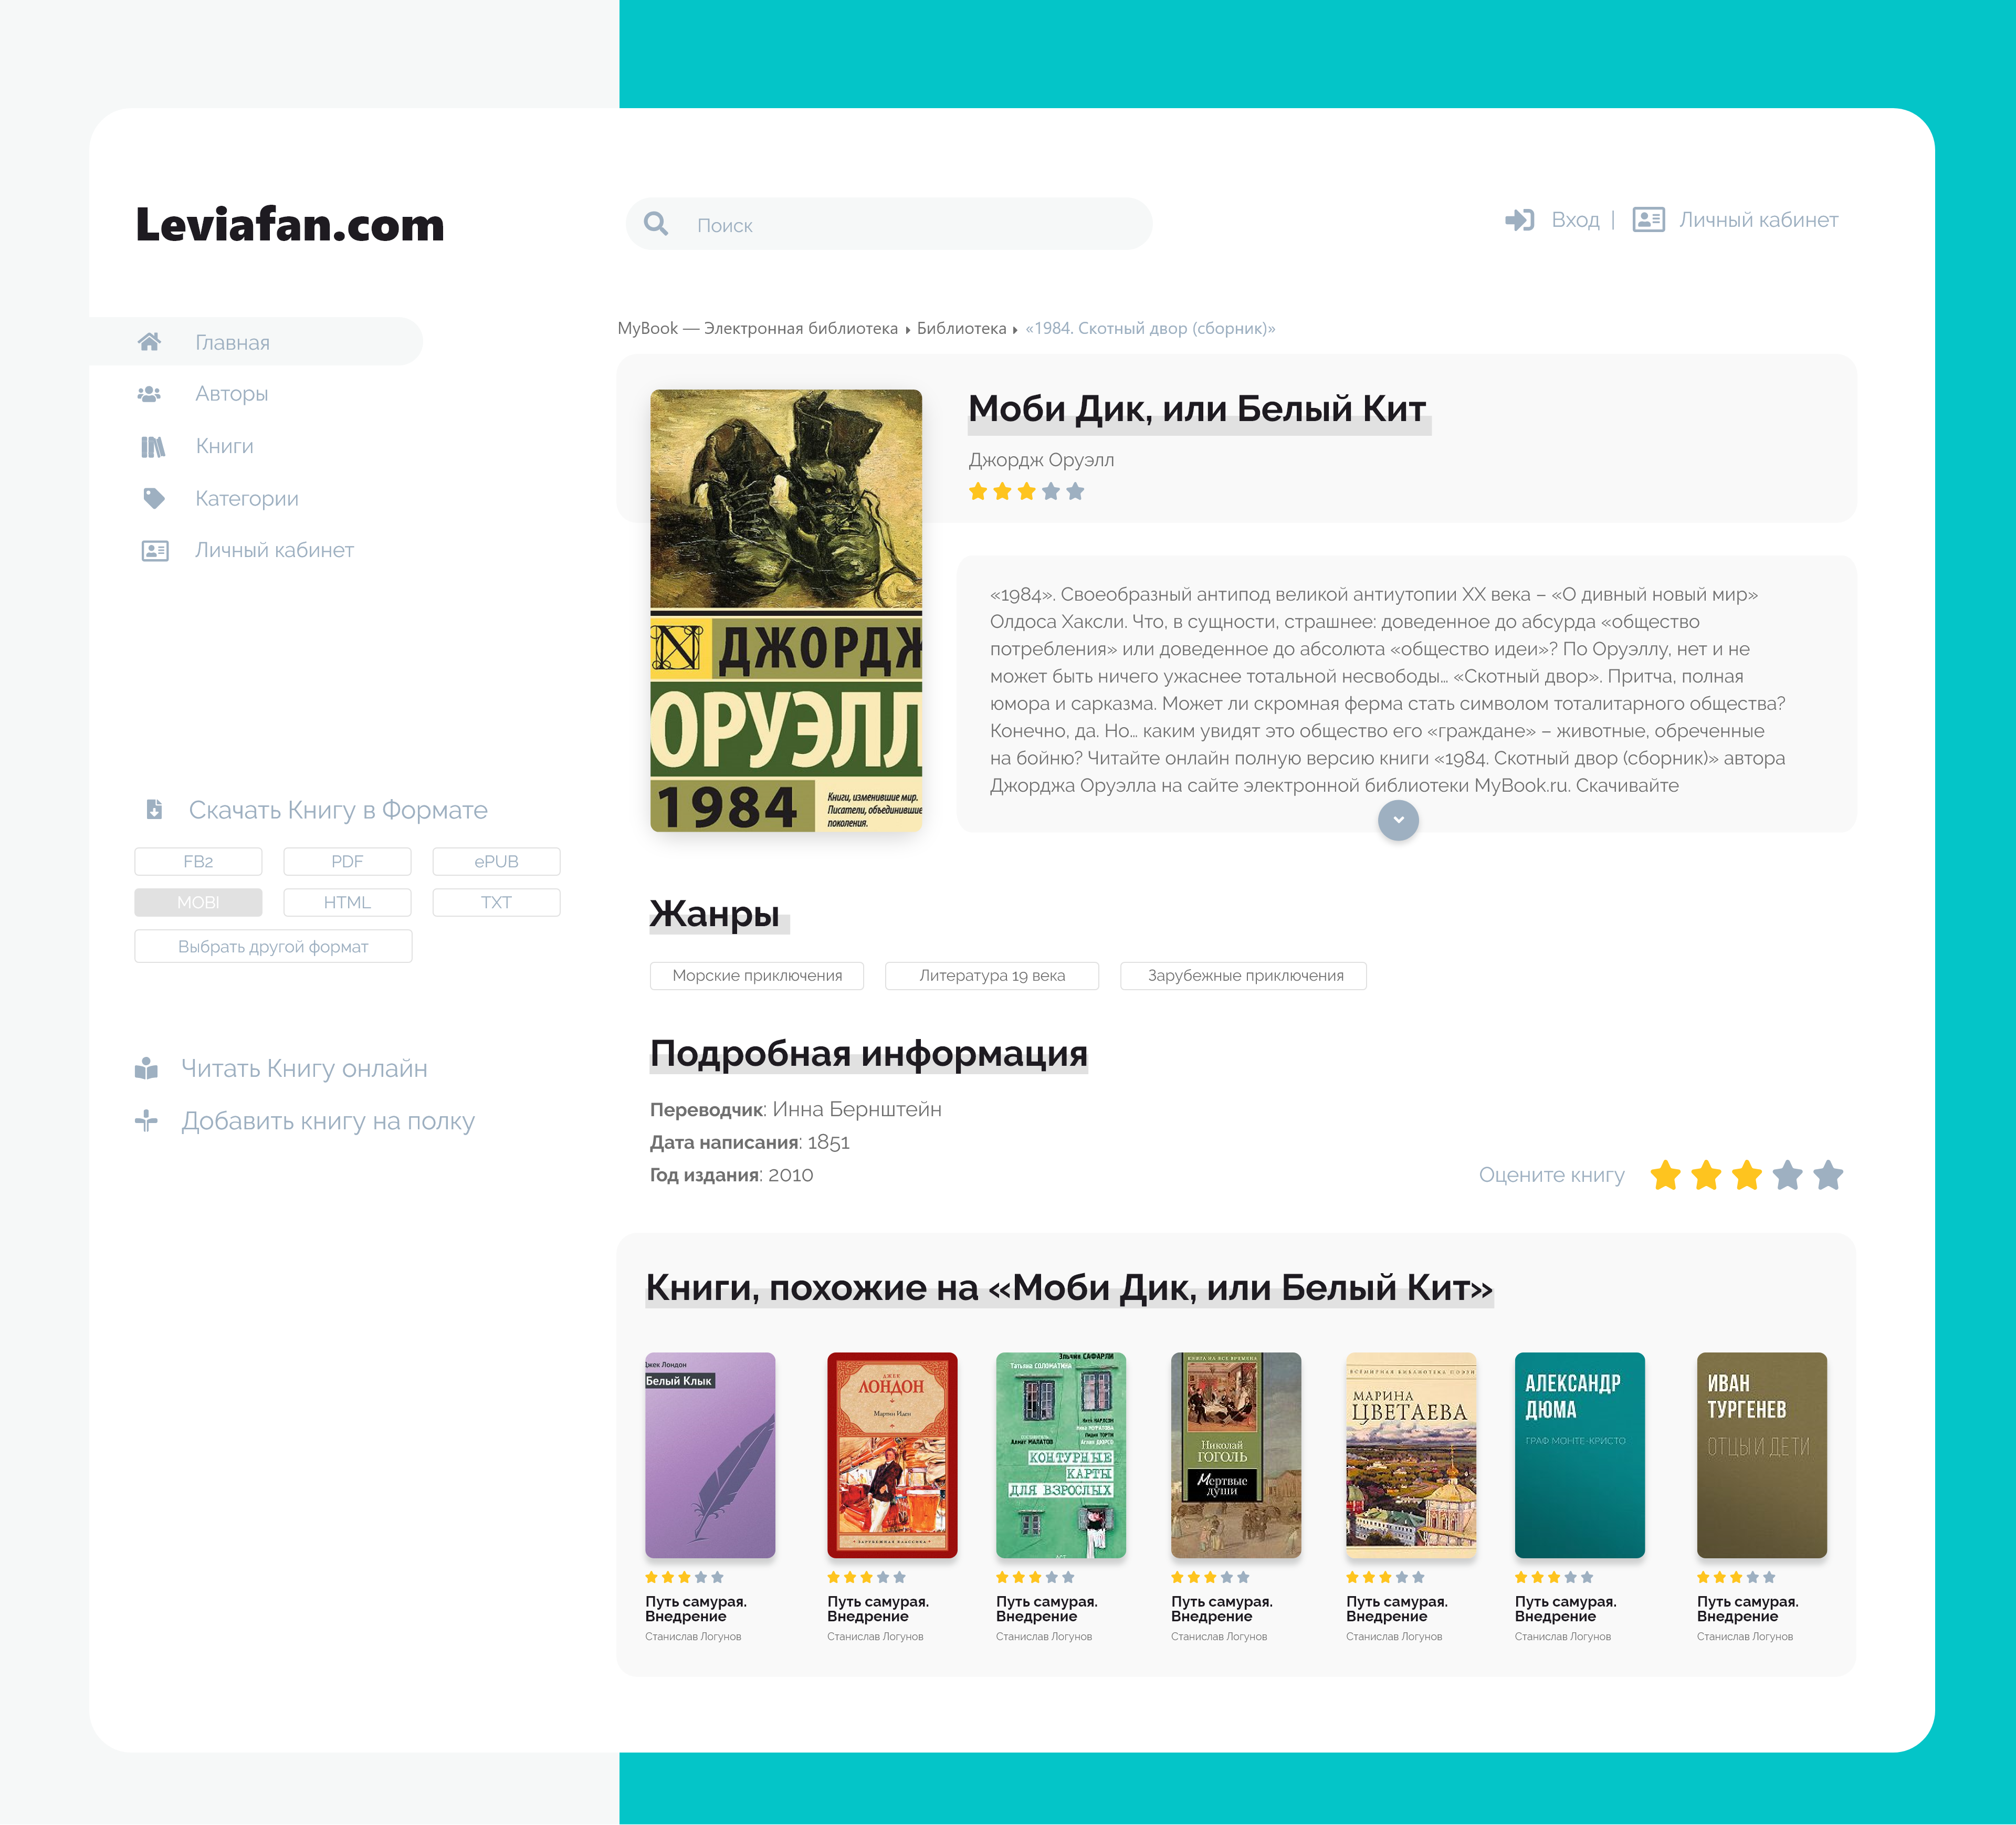 Leviafan.com
Поиск
Вход | Личный кабинет
Главная
Авторы
Книги
Категории
Личный кабинет
Скачать Книгу в Формате
FB2 PDF ePUB
MOBI HTML TXT
Выбрать другой формат
Читать Книгу онлайн
Добавить книгу на полку
MyBook — Электронная библиотека Библиотека «1984. Скотный двор (сборник)»
ДЖОРДЖ
ОРУЭЛЛ
1984
Книги, изменившие мир.
Писатели, объединившие
поколения.
Моби Дик, или Белый Кит
Джордж Оруэлл
«1984». Своеобразный антипод великой антиутопии XX века – «О дивный новый мир»
Олдоса Хаксли. Что, в сущности, страшнее: доведенное до абсурда «общество
потребления» или доведенное до абсолюта «общество идеи»? По Оруэллу, нет и не
может быть ничего ужаснее тотальной несвободы… «Скотный двор». Притча, полная
юмора и сарказма. Может ли скромная ферма стать символом тоталитарного общества?
Конечно, да. Но… каким увидят это общество его «граждане» – животные, обреченные
на бойню? Читайте онлайн полную версию книги «1984. Скотный двор (сборник)» автора
Джорджа Оруэлла на сайте электронной библиотеки MyBook.ru. Скачивайте
Жанры
Морские приключения Литература 19 века Зарубежные приключения
Подробная информация
Переводчик: Инна Бернштейн
Дата написания: 1851
Год издания: 2010
Оцените книгу
Книги, похожие на «Моби Дик, или Белый Кит»
Джек Лондон
Белый Клык
ДЖЕК
ЛОНДОН
Мартин Иден
ЗАРУБЕЖНАЯ КЛАССИКА
Эльчин САФАРЛИ
Татьяна СОЛОМАТИНА
Алмат МАЛАТОВ
КОНТУРНЫЕ
КАРТЫ
ДЛЯ ВЗРОСЛЫХ
КНИГА НА ВСЕ ВРЕМЕНА
Николай
ГОГОЛЬ
Мертвые
души
ВСЕМИРНАЯ БИБЛИОТЕКА ПОЭЗИ
МАРИНА
ЦВЕТАЕВА
АЛЕКСАНДР
ДЮМА
ГРАФ МОНТЕ-КРИСТО
ИВАН
ТУРГЕНЕВ
ОТЦЫ И ДЕТИ
Путь самурая.
Внедрение
Станислав Логунов
Путь самурая.
Внедрение
Станислав Логунов
Путь самурая.
Внедрение
Станислав Логунов
Путь самурая.
Внедрение
Станислав Логунов
Путь самурая.
Внедрение
Станислав Логунов
Путь самурая.
Внедрение
Станислав Логунов
Путь самурая.
Внедрение
Станислав Логунов